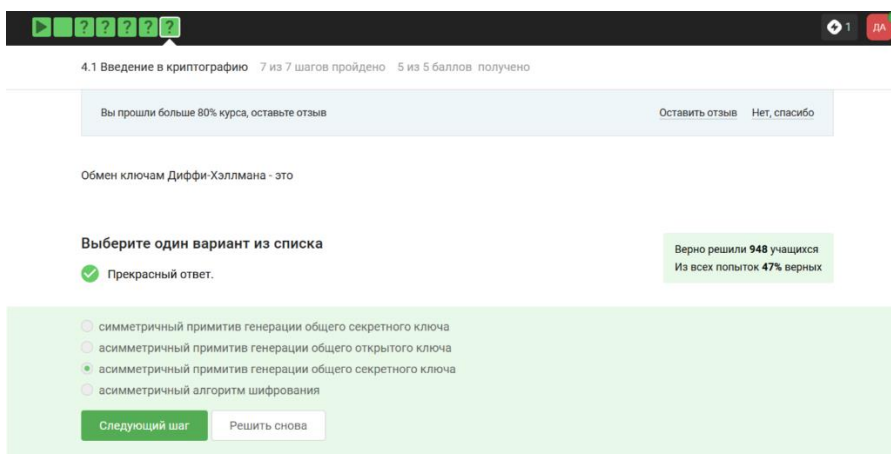 ? ? ? ? ?
1
ДА
4.1 Введение в криптографию 7 из 7 шагов пройдено 5 из 5 баллов получено
Вы прошли больше 80% курса, оставьте отзыв Оставить отзыв Нет, спасибо
Обмен ключам Диффи-Хэллмана - это
Выберите один вариант из списка
Прекрасный ответ.
Верно решили 948 учащихся
Из всех попыток 47% верных
симметричный примитив генерации общего секретного ключа
асимметричный примитив генерации общего открытого ключа
асимметричный примитив генерации общего секретного ключа
асимметричный алгоритм шифрования
Следующий шаг Решить снова